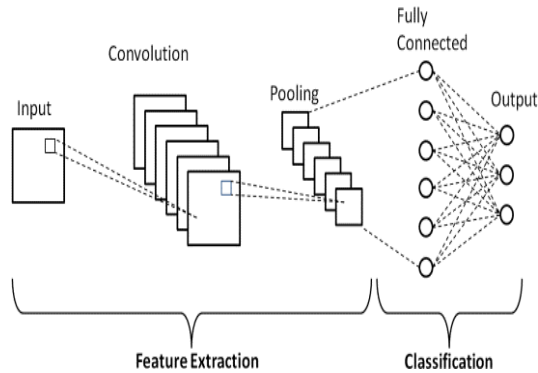 Input
Convolution
Pooling
Fully
Connected
Output
Feature Extraction
Classification